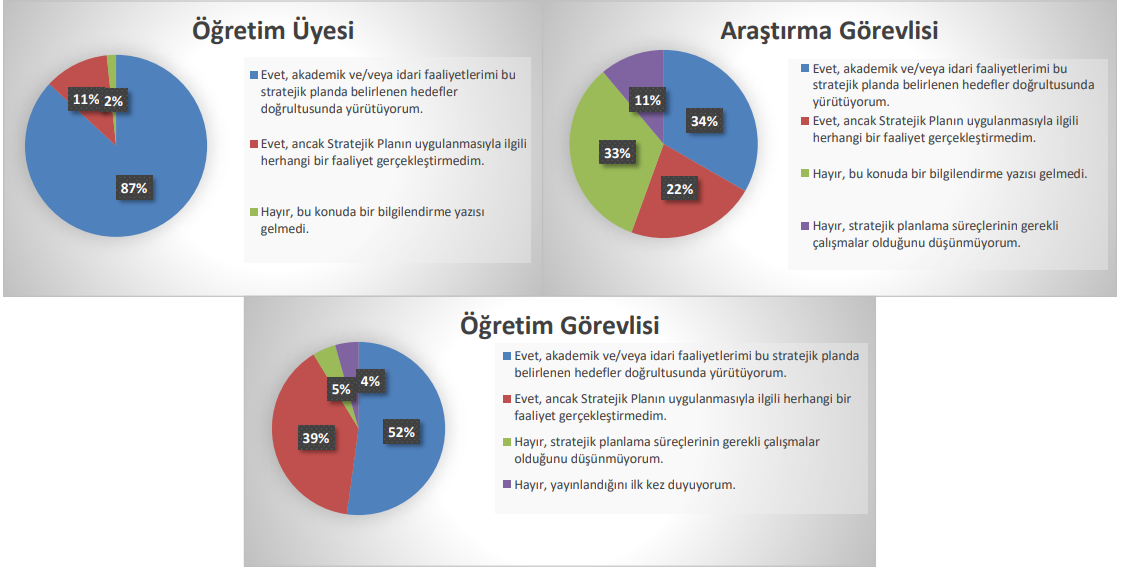 Öğretim Üyesi
Evet, akademik ve/veya idari faaliyetlerimi bu
stratejik planda belirlenen hedefler
doğrultusunda yürütüyorum.
Evet, ancak Stratejik Planın uygulanmasıyla ilgili
herhangi bir faaliyet gerçekleştirmedim.
Hayır, bu konuda bir bilgilendirme yazısı
gelmedi.
11%
2%
87%
Araştırma Görevlisi
Evet, akademik ve/veya idari faaliyetlerimi bu
stratejik planda belirlenen hedefler doğrultusunda
yürütüyorum.
Evet, ancak Stratejik Planın uygulanmasıyla ilgili
herhangi bir faaliyet gerçekleştirmedim.
Hayır, bu konuda bir bilgilendirme yazısı gelmedi.
Hayır, stratejik planlama süreçlerinin gerekli
çalışmalar olduğunu düşünmüyorum.
11%
34%
33%
22%
Öğretim Görevlisi
Evet, akademik ve/veya idari faaliyetlerimi bu stratejik planda
belirlenen hedefler doğrultusunda yürütüyorum.
Evet, ancak Stratejik Planın uygulanmasıyla ilgili herhangi bir
faaliyet gerçekleştirmedim.
Hayır, stratejik planlama süreçlerinin gerekli çalışmalar
olduğunu düşünmüyorum.
Hayır, yayınlandığını ilk kez duyuyorum.
5%
4%
39%
52%